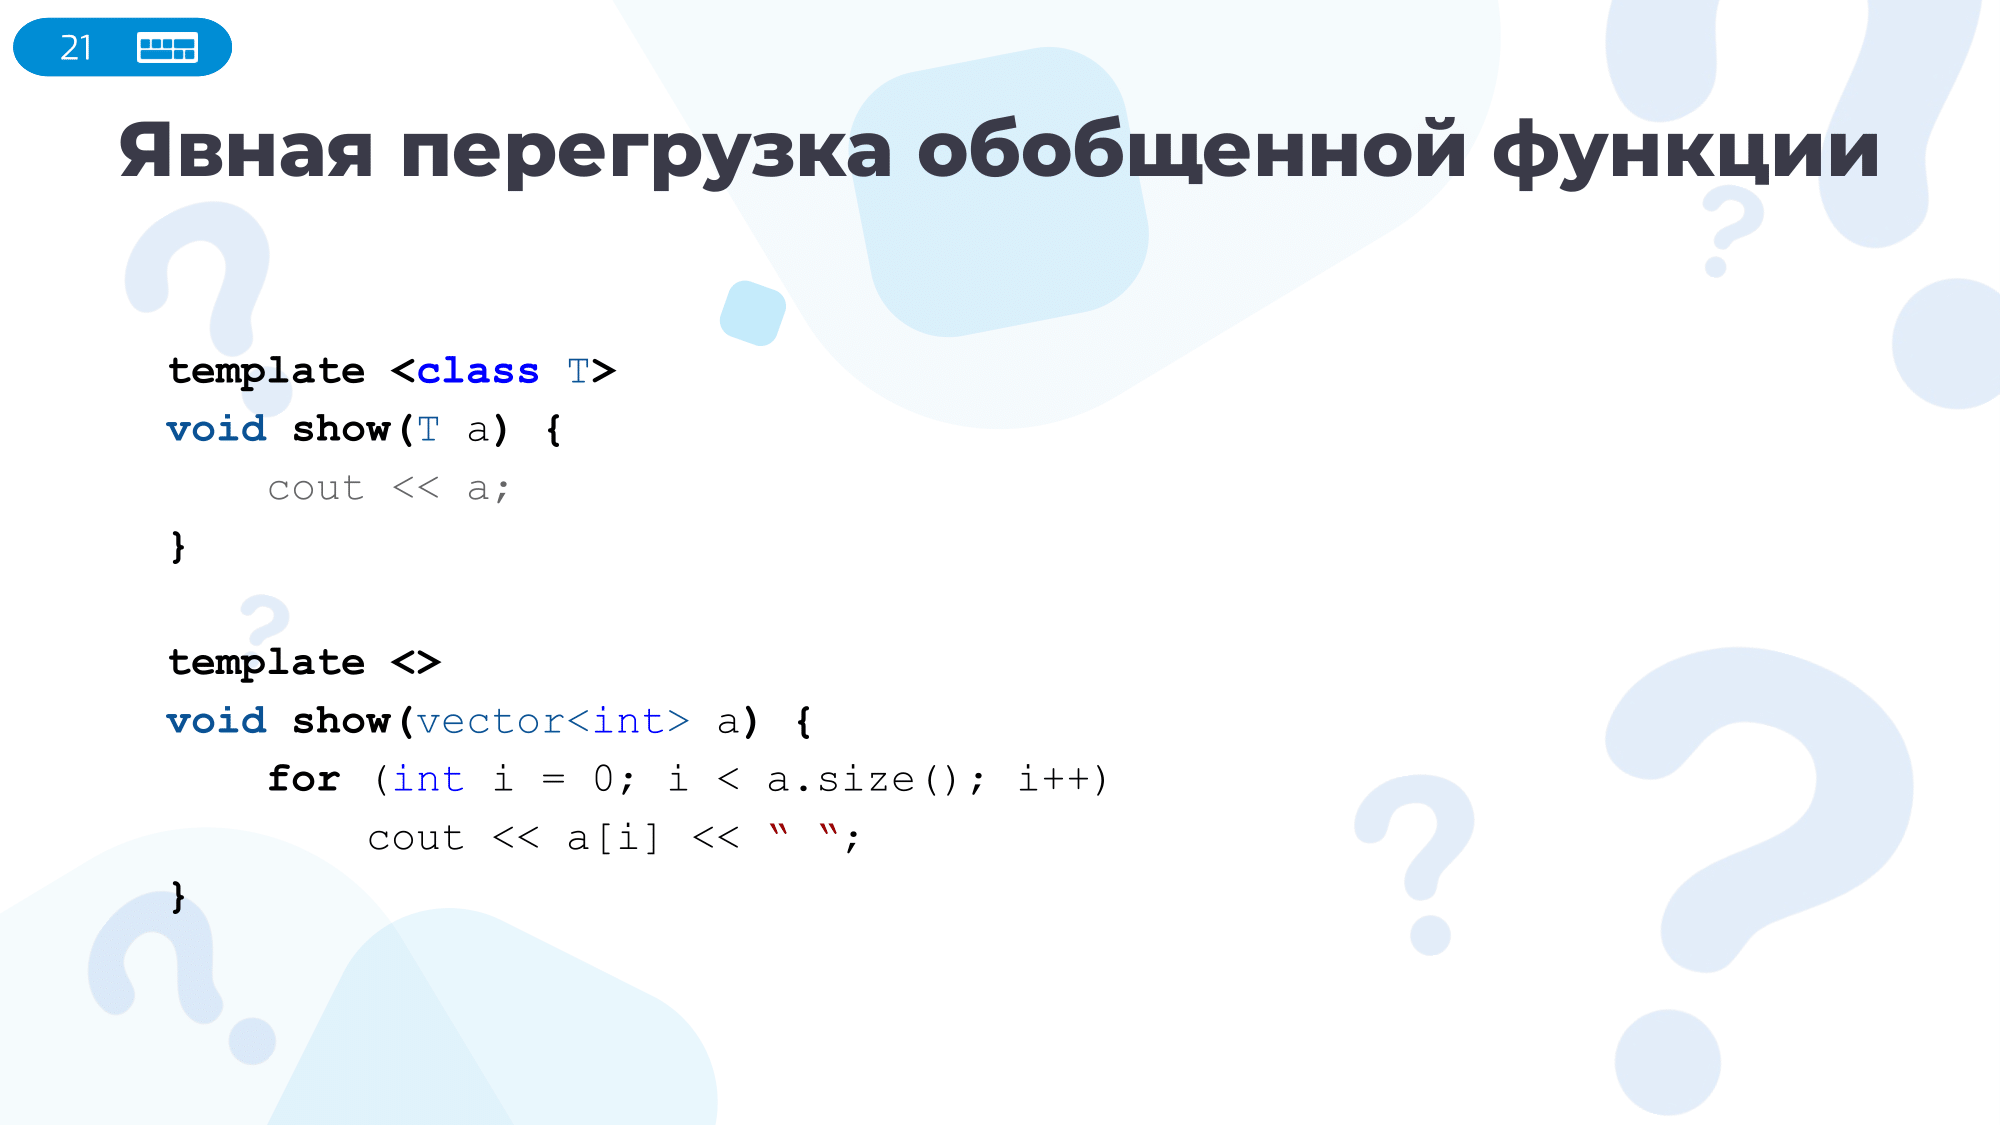 21
Явная перегрузка обобщенной функции
template <class T>
void show(T a) {
    cout << a;
}
template <>
void show(vector<int> a) {
    for (int i = 0; i < a.size(); i++)
        cout << a[i] << “ “;
}